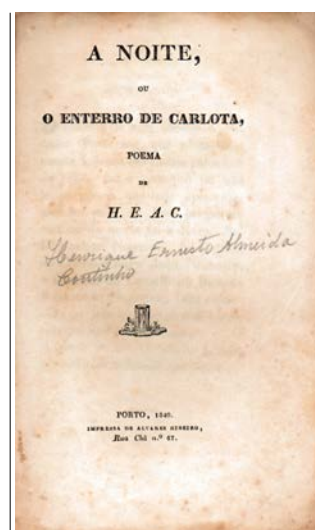 A NOITE,
OU
O ENTERRO DE CARLOTA,
POEMA
DE
H. E. A. C.
Henrique Ernesto Almeida
Coutinho
PORTO, 1840.
IMPRENSA DE ALVARES RIBEIRO,
Rua Chã n.º 67.